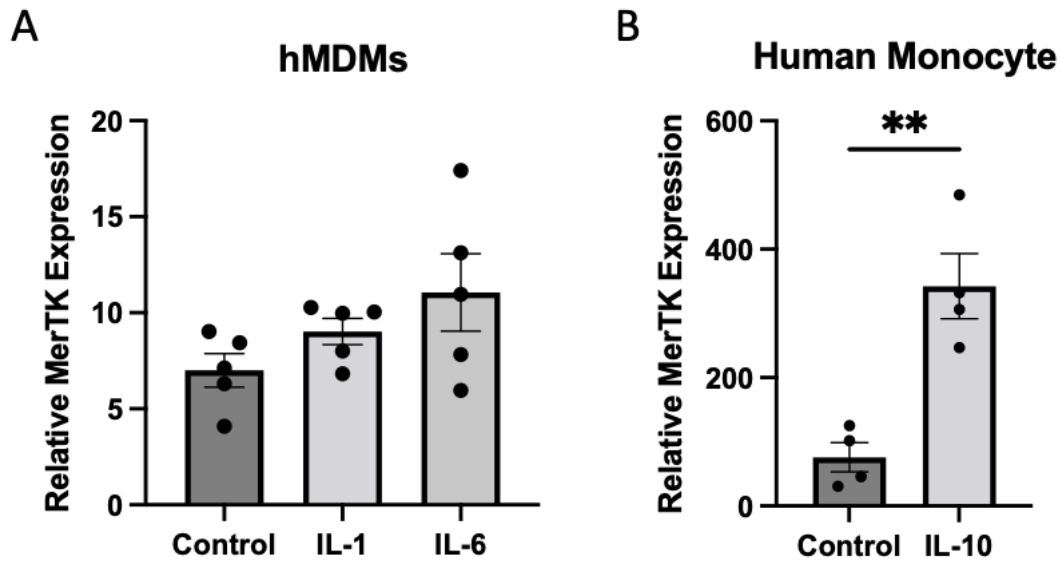 A
hMDMs
Relative MerTK Expression
20
15
10
5
0
Control IL-1 IL-6
B
Human Monocyte
Relative MerTK Expression
600
400
200
0
**
Control IL-10